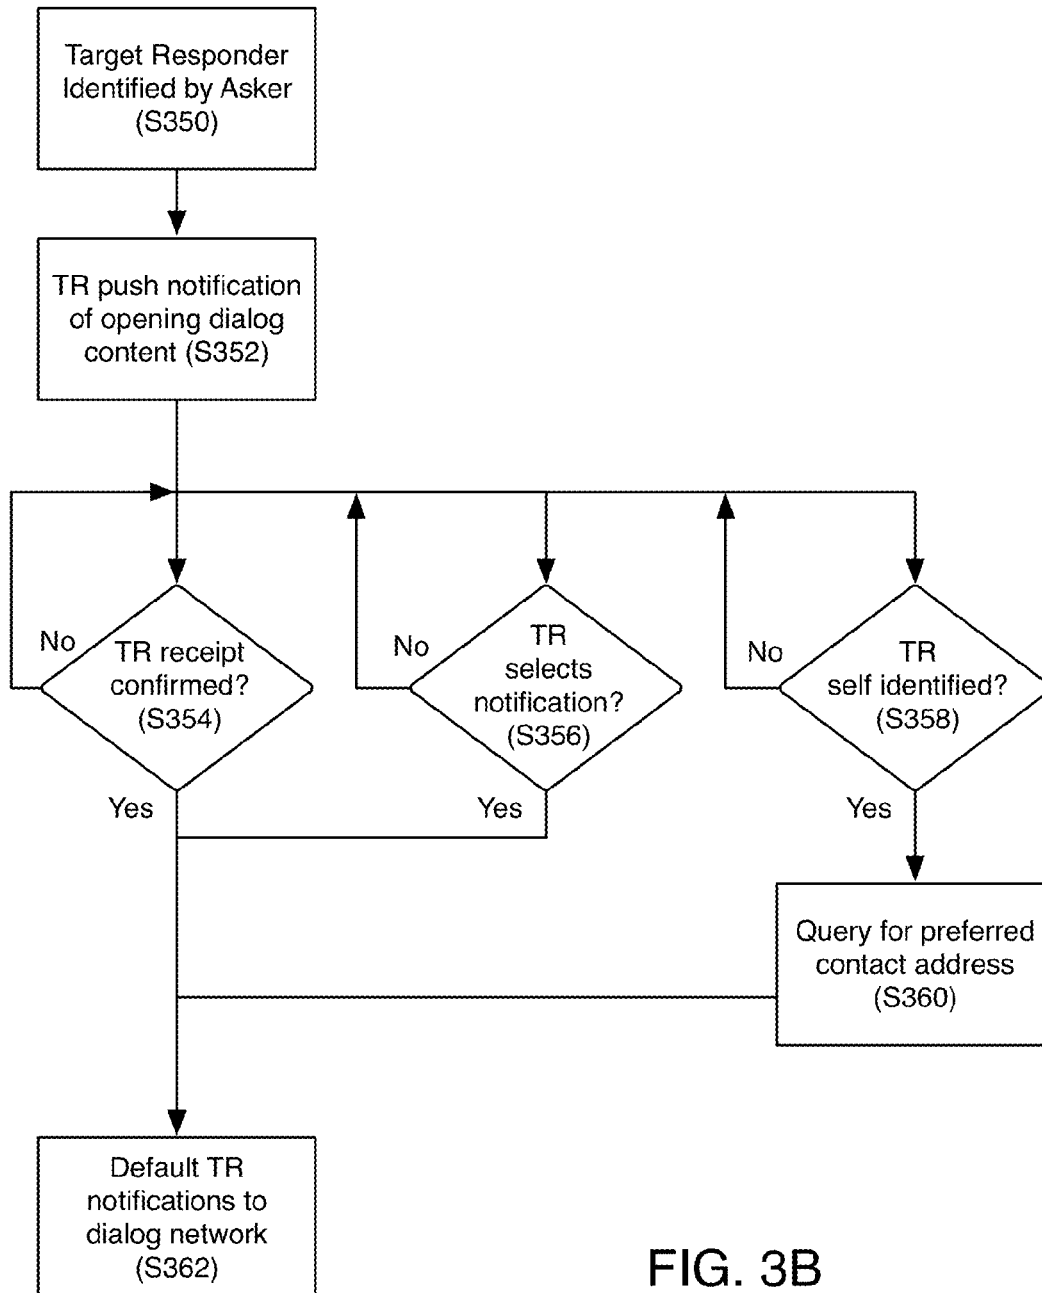 Target Responder
Identified by Asker
(S350)
TR push notification
of opening dialog
content (S352)
No
TR receipt
confirmed?
(S354)
Yes
No
TR
selects
notification?
(S356)
Yes
No
TR
self identified?
(S358)
Yes
Query for preferred
contact address
(S360)
Default TR
notifications to
dialog network
(S362)
FIG. 3B